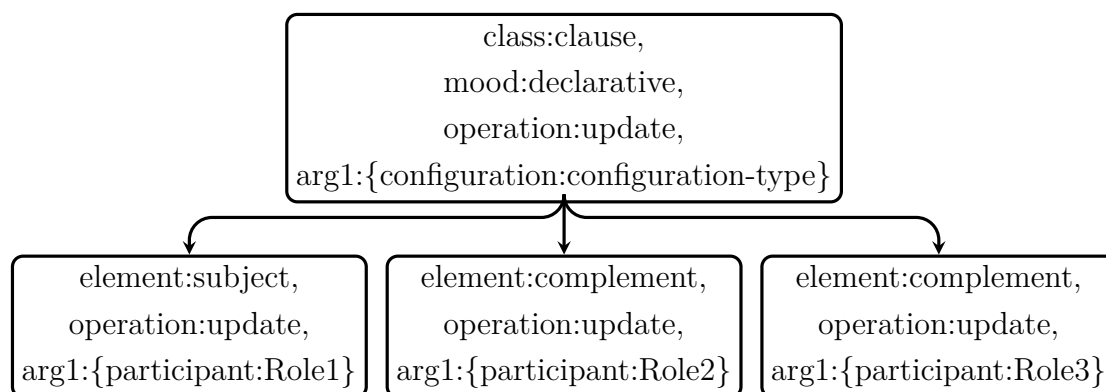 class:clause,
mood:declarative,
operation:update,
arg1:{configuration:configuration-type}
element:subject,
operation:update,
arg1:{participant:Role1}
element:complement,
operation:update,
arg1:{participant:Role2}
element:complement,
operation:update,
arg1:{participant:Role3}